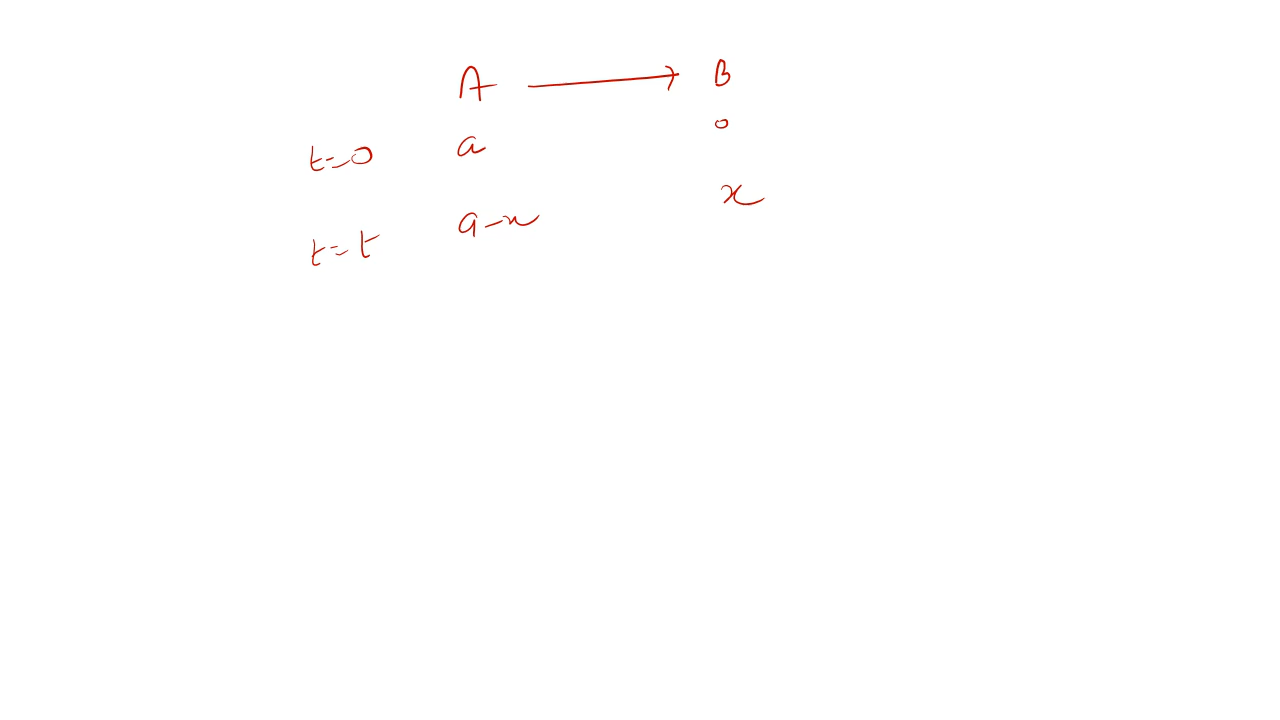 A → B
t=0 a 0
t=t a-x x